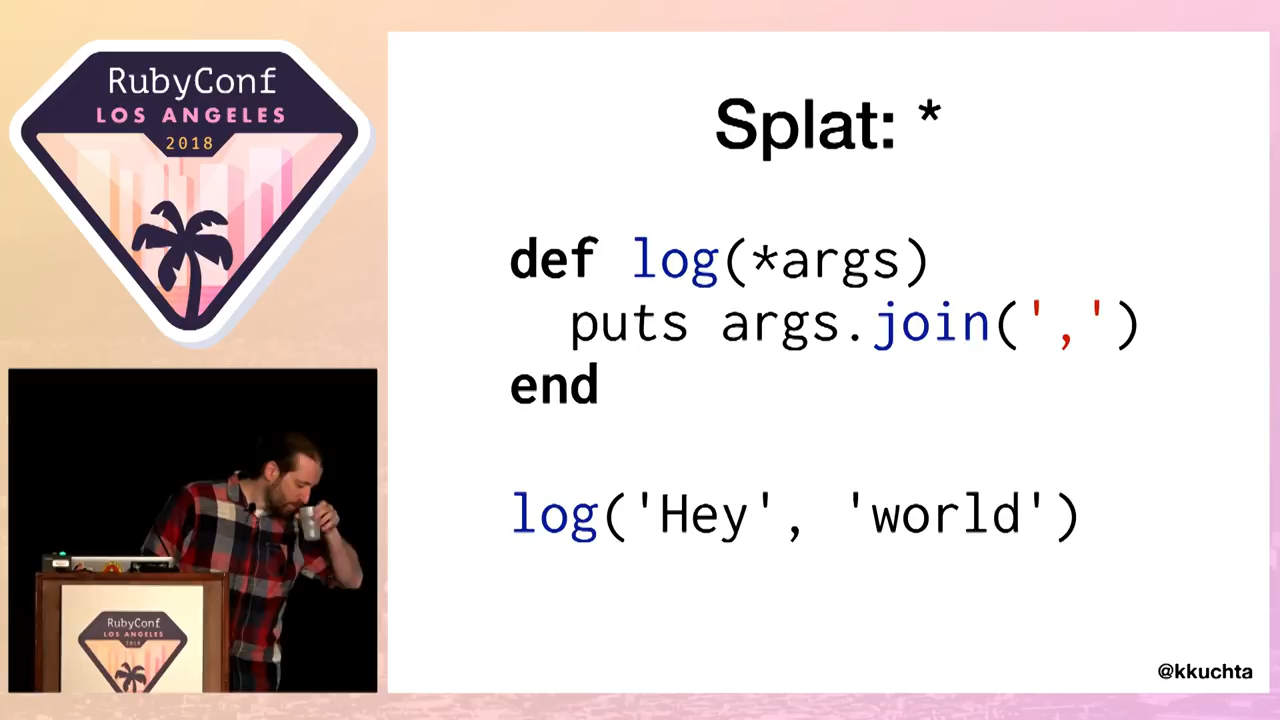 RubyConf
LOS ANGELES
2018
Splat: *
def log(*args)
  puts args.join(',')
end
log('Hey', 'world')
@kkuchta
RubyConf
LOS ANGELES
2018